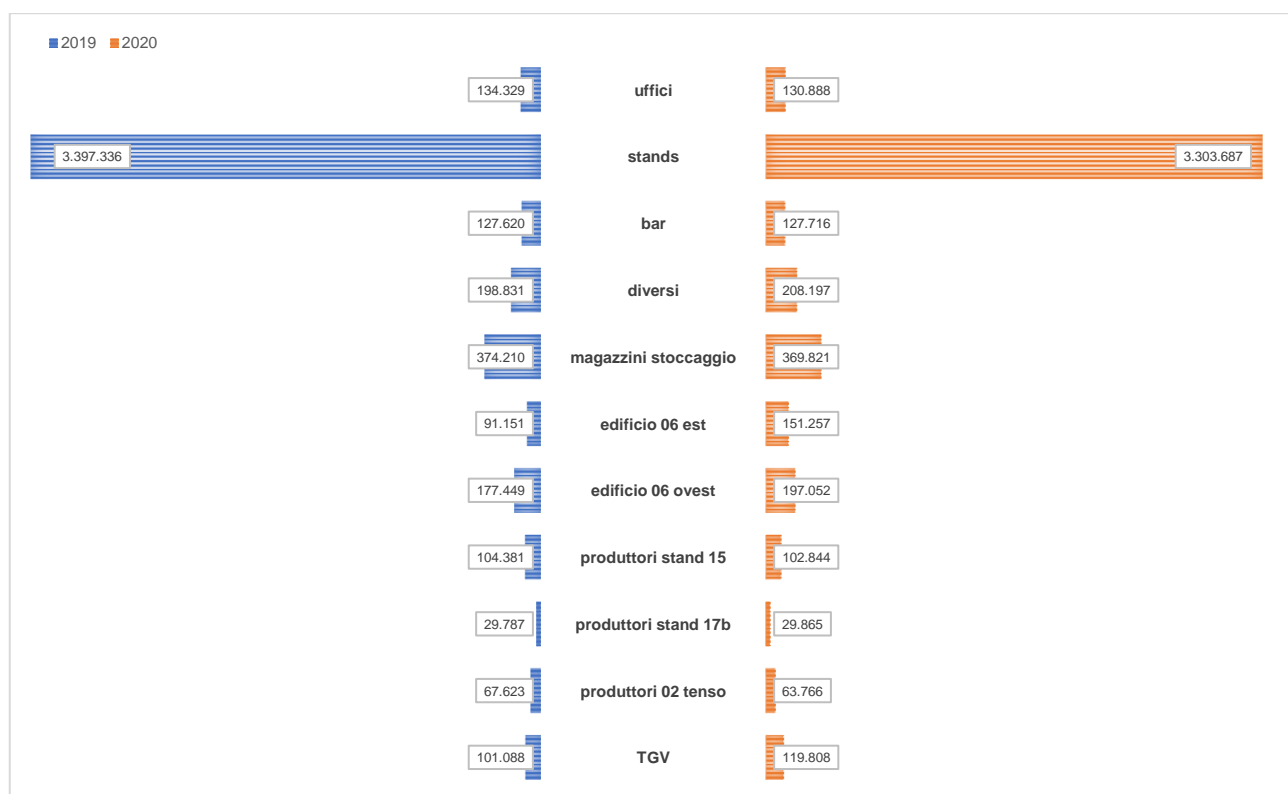 2019 2020
134.329 uffici 130.888
3.397.336 stands 3.303.687
127.620 bar 127.716
198.831 diversi 208.197
374.210 magazzini stoccaggio 369.821
91.151 edificio 06 est 151.257
177.449 edificio 06 ovest 197.052
104.381 produttori stand 15 102.844
29.787 produttori stand 17b 29.865
67.623 produttori 02 tenso 63.766
101.088 TGV 119.808